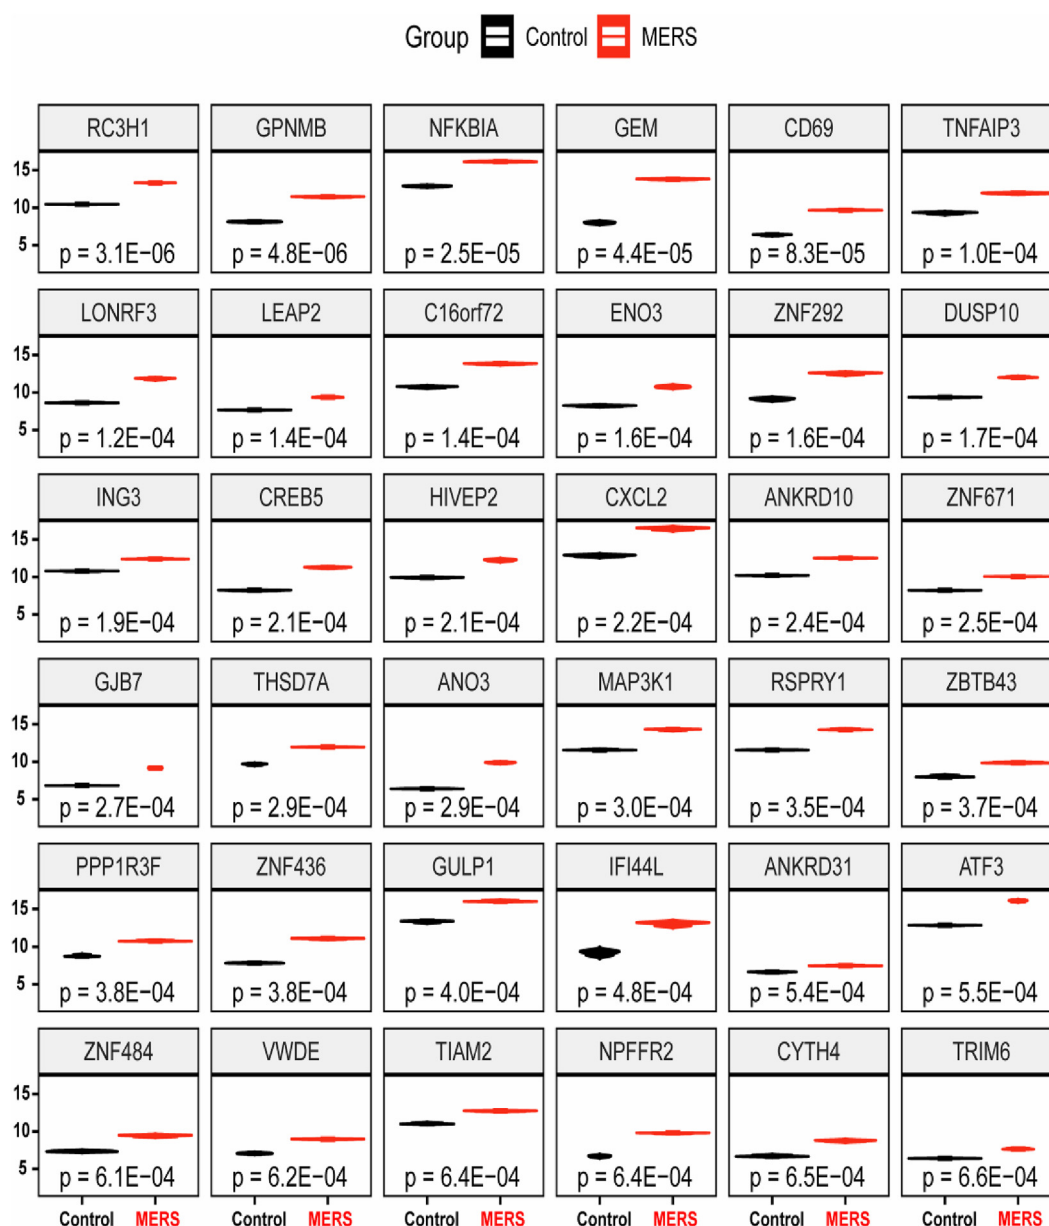 Group Control MERS
RC3H1 GPNMB NFKBIA GEM CD69 TNFAIP3
15
10
5
p = 3.1E−06 p = 4.8E−06 p = 2.5E−05 p = 4.4E−05 p = 8.3E−05 p = 1.0E−04
LONRF3 LEAP2 C16orf72 ENO3 ZNF292 DUSP10
15
10
5
p = 1.2E−04 p = 1.4E−04 p = 1.4E−04 p = 1.6E−04 p = 1.6E−04 p = 1.7E−04
ING3 CREB5 HIVEP2 CXCL2 ANKRD10 ZNF671
15
10
5
p = 1.9E−04 p = 2.1E−04 p = 2.1E−04 p = 2.2E−04 p = 2.4E−04 p = 2.5E−04
GJB7 THSD7A ANO3 MAP3K1 RSPRY1 ZBTB43
15
10
5
p = 2.7E−04 p = 2.9E−04 p = 2.9E−04 p = 3.0E−04 p = 3.5E−04 p = 3.7E−04
PPP1R3F ZNF436 GULP1 IFI44L ANKRD31 ATF3
15
10
5
p = 3.8E−04 p = 3.8E−04 p = 4.0E−04 p = 4.8E−04 p = 5.4E−04 p = 5.5E−04
ZNF484 VWDE TIAM2 NPFFR2 CYTH4 TRIM6
15
10
5
p = 6.1E−04 p = 6.2E−04 p = 6.4E−04 p = 6.4E−04 p = 6.5E−04 p = 6.6E−04
Control MERS Control MERS Control MERS Control MERS Control MERS Control MERS